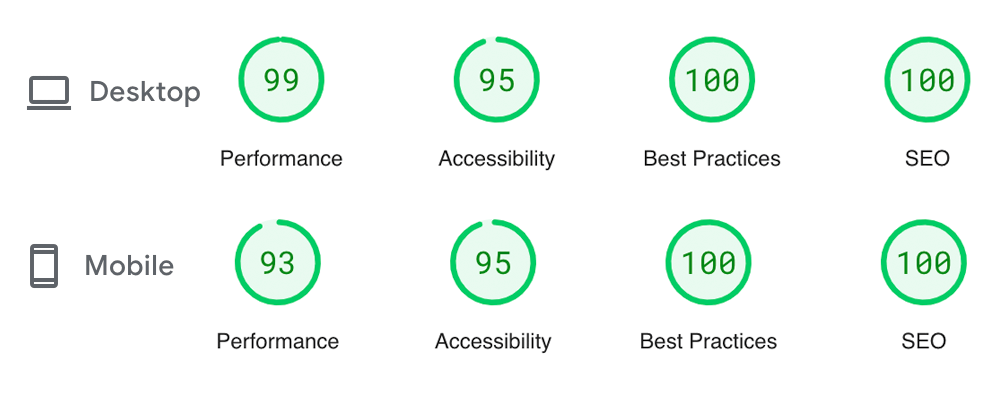 Desktop
99 95 100 100
Performance Accessibility Best Practices SEO
Mobile
93 95 100 100
Performance Accessibility Best Practices SEO